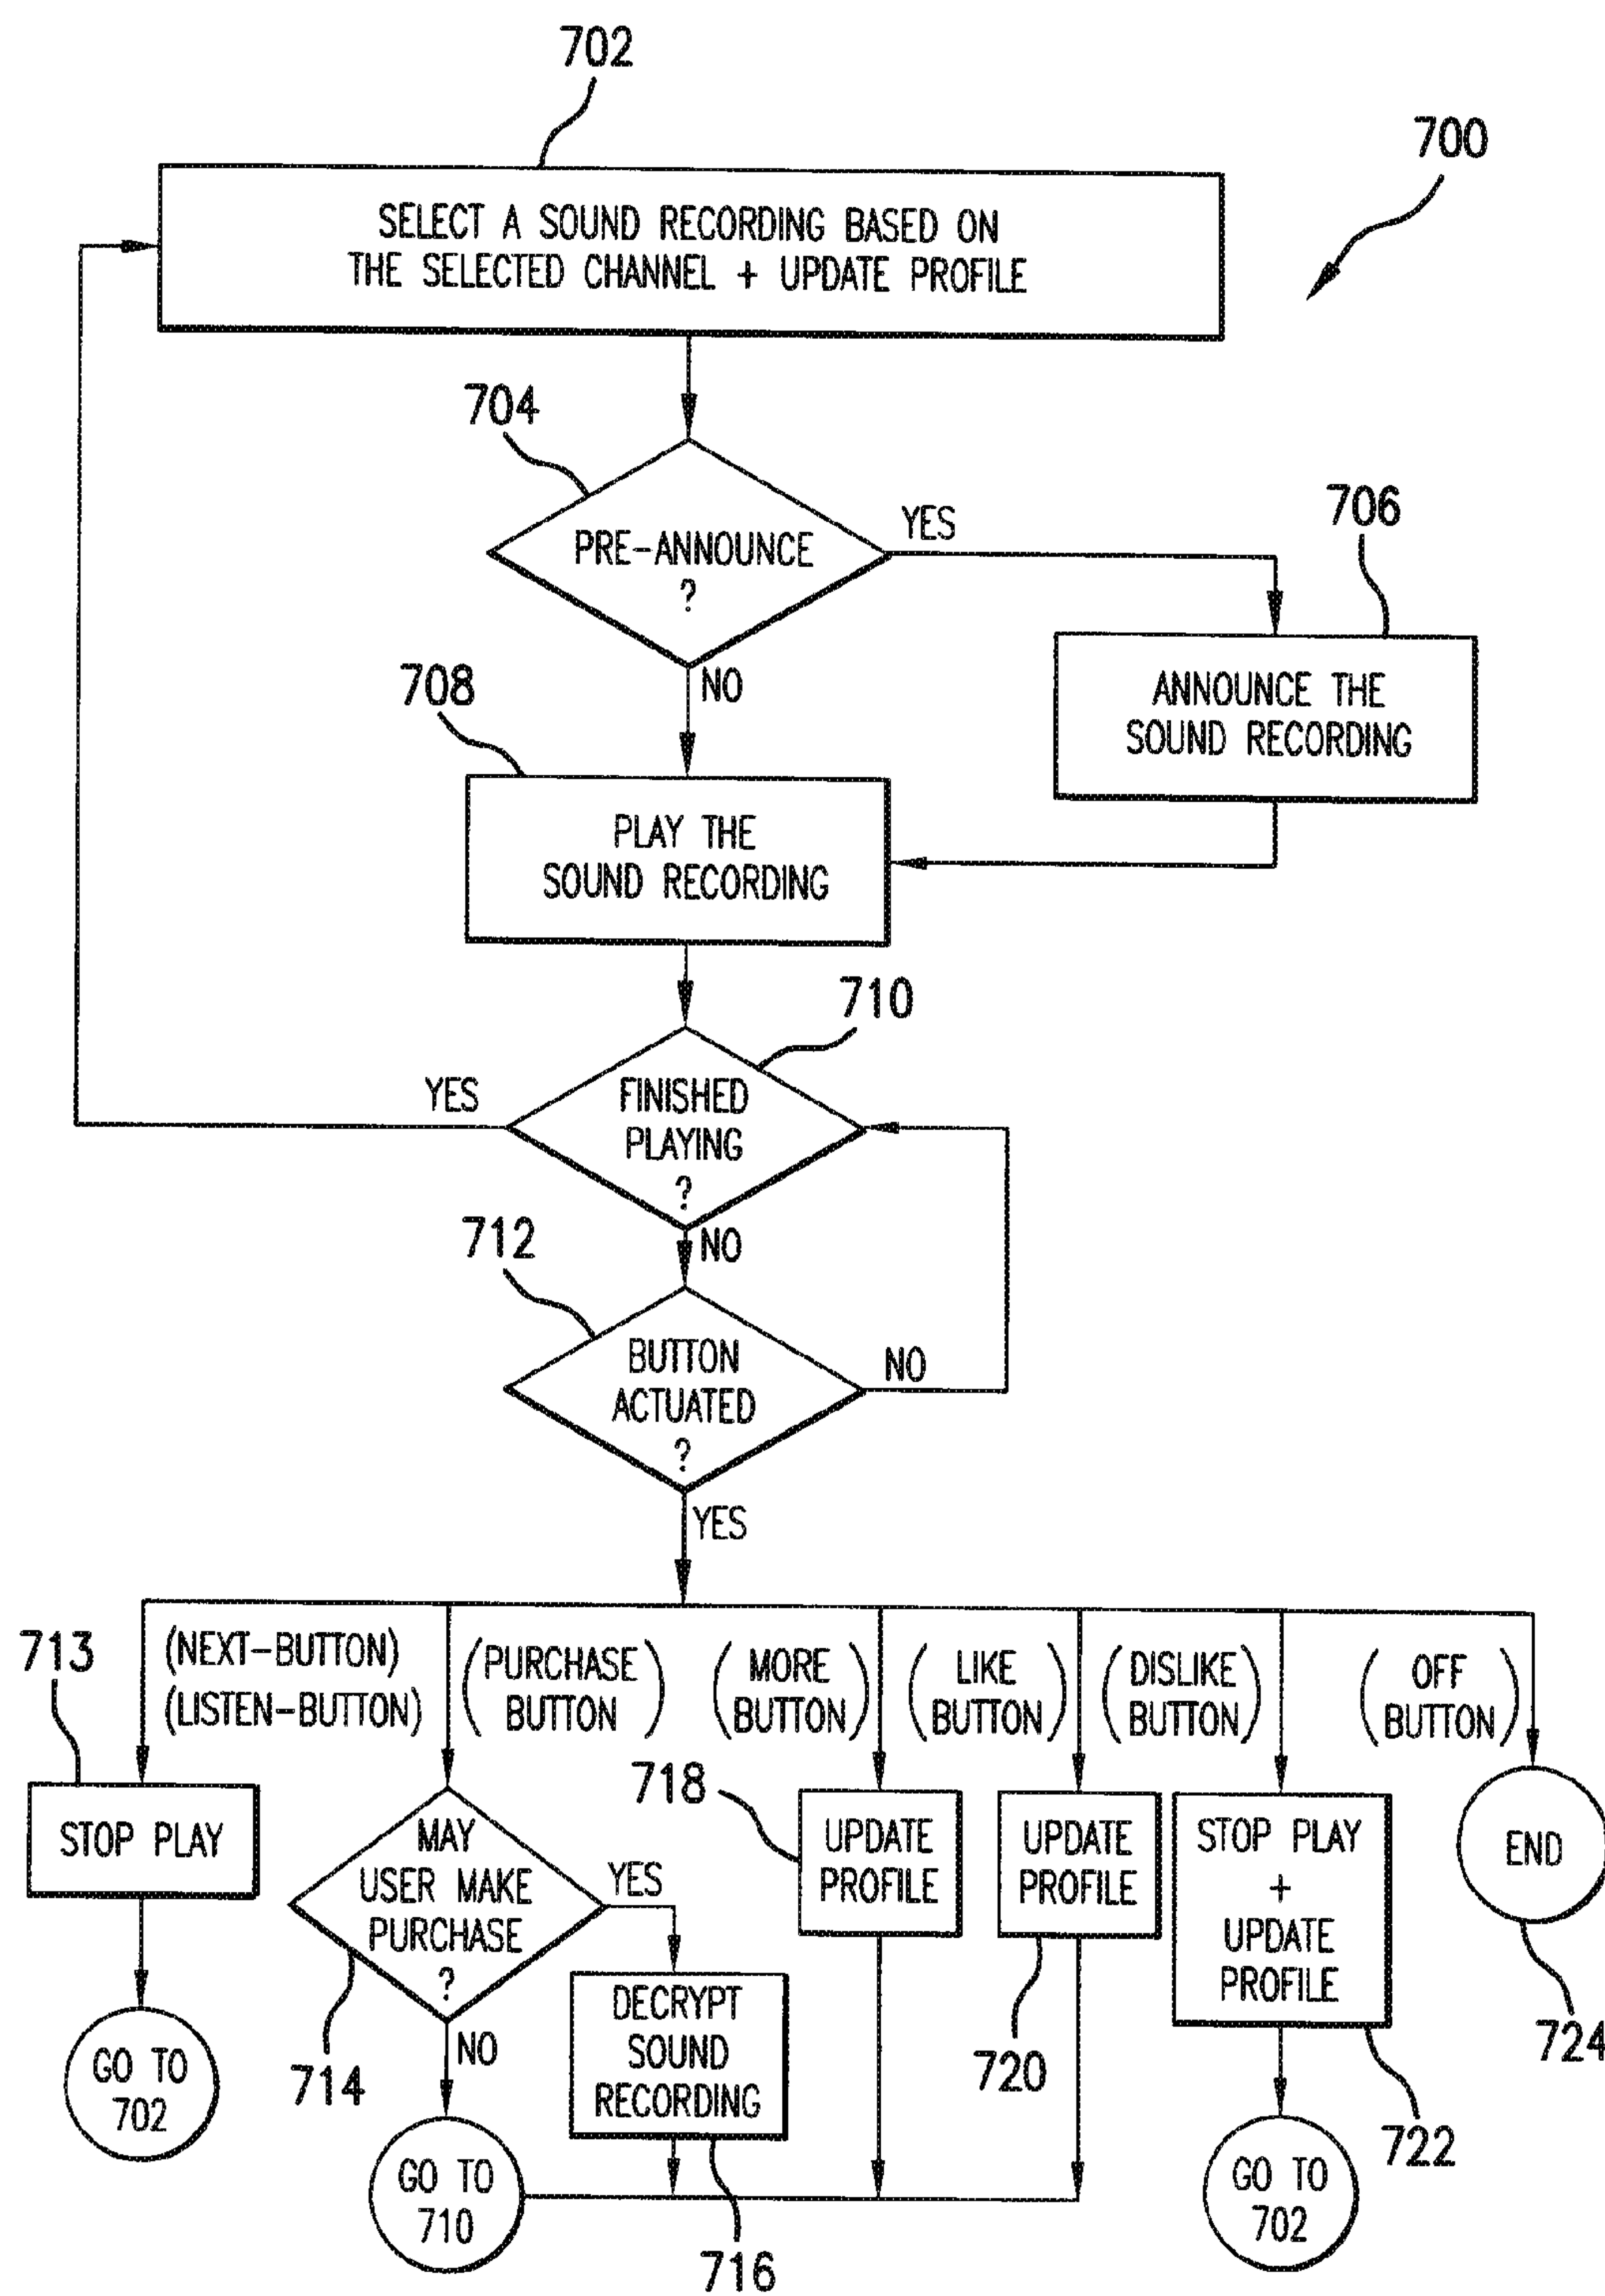 702
700
SELECT A SOUND RECORDING BASED ON
THE SELECTED CHANNEL + UPDATE PROFILE
704
PRE-ANNOUNCE
?
YES
706
NO
ANNOUNCE THE
SOUND RECORDING
708
PLAY THE
SOUND RECORDING
710
YES
FINISHED
PLAYING
?
712
NO
BUTTON
ACTUATED
?
NO
YES
713
(NEXT-BUTTON)
(LISTEN-BUTTON)
(PURCHASE
BUTTON)
(MORE
BUTTON)
(LIKE
BUTTON)
(DISLIKE
BUTTON)
(OFF
BUTTON)
STOP PLAY
GO TO
702
MAY
USER MAKE
PURCHASE
?
YES
714
NO
GO TO
710
DECRYPT
SOUND
RECORDING
716
718
UPDATE
PROFILE
UPDATE
PROFILE
720
STOP PLAY
+
UPDATE
PROFILE
722
GO TO
702
END
724